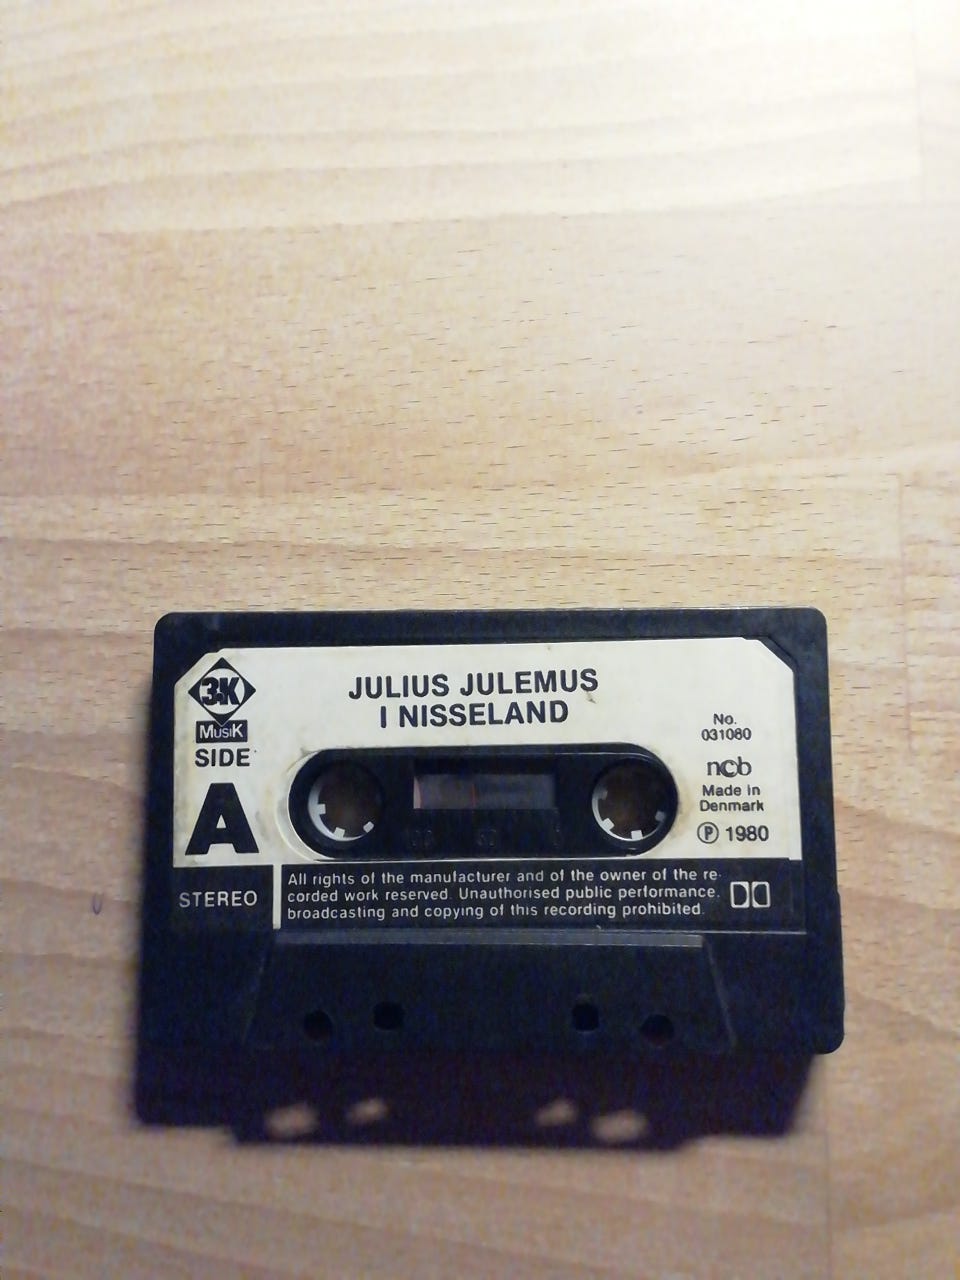 3K
MUSIK
SIDE
A
STEREO
JULIUS JULEMUS
I NISSELAND
No.
031080
ncb
Made in
Denmark
Ⓟ 1980
All rights of the manufacturer and of the owner of the re-
corded work reserved. Unauthorised public performance.
broadcasting and copying of this recording prohibited.